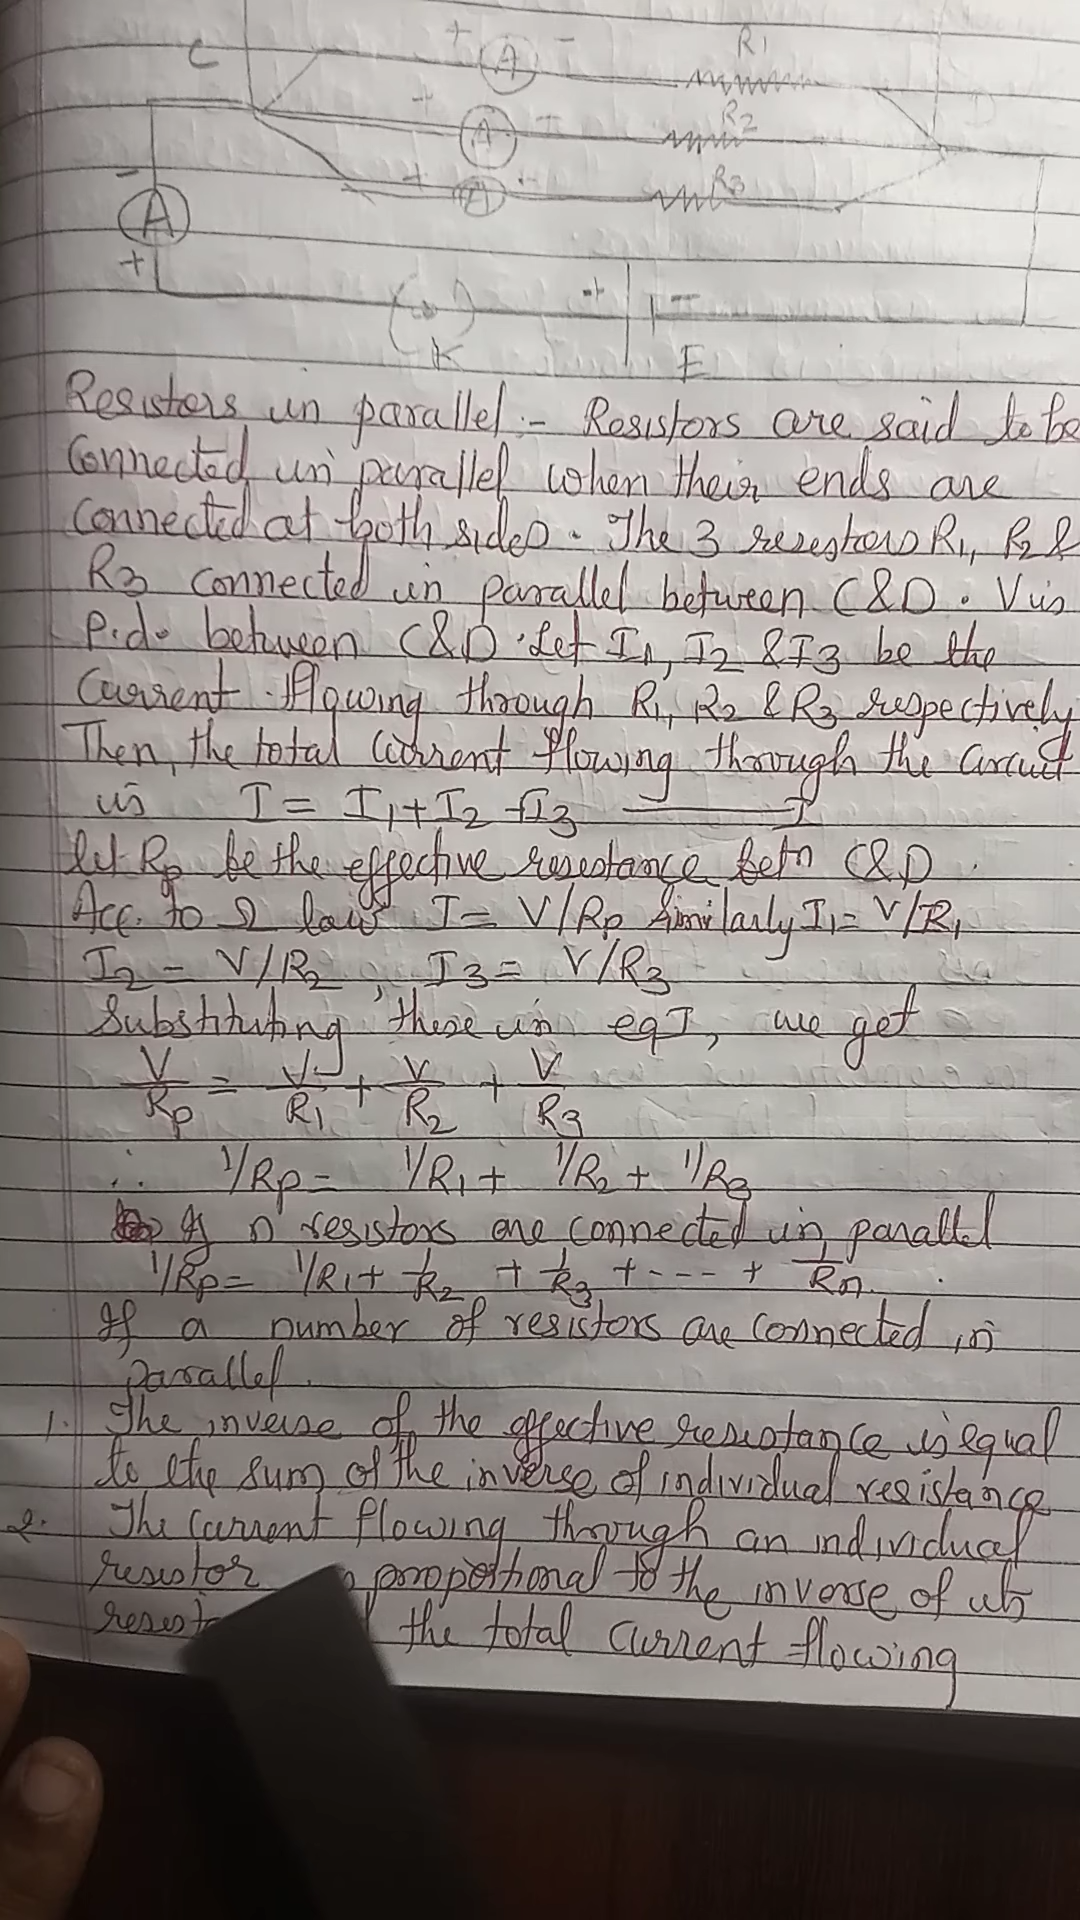 C + A - R1
+ A - R2 D
+ A - R3
-
A
+
( • ) + -
K E
Resistors in parallel :- Resistors are said to be
Connected in parallel when their ends are
connected at both sides. The 3 resestors R1, R2 &
R3 connected in parallel between C&D. V is
P.d. between C&D. Let I1, I2 & I3 be the
Current flowing through R1, R2 & R3 respectively
Then, the total current flowing through the circuit
is I = I1 + I2 + I3 ——— I
let Rp be the effective resestance betn C&D.
Acc. to Ω law I = V/Rp Similarly I1 = V/R1
I2 = V/R2, I3 = V/R3
Substituting these in eq I, we get
V/Rp = V/R1 + V/R2 + V/R3
∴ 1/Rp = 1/R1 + 1/R2 + 1/R3
If n resistors are connected in parallel
1/Rp = 1/R1 + 1/R2 + 1/R3 + --- + 1/Rn.
If a number of resistors are connected in
parallel.
1. The inverse of the effective resestance is equal
to the sum of the inverse of individual resistance
2. The current flowing through an individual
resistor proportional to the inverse of its
the total current flowing